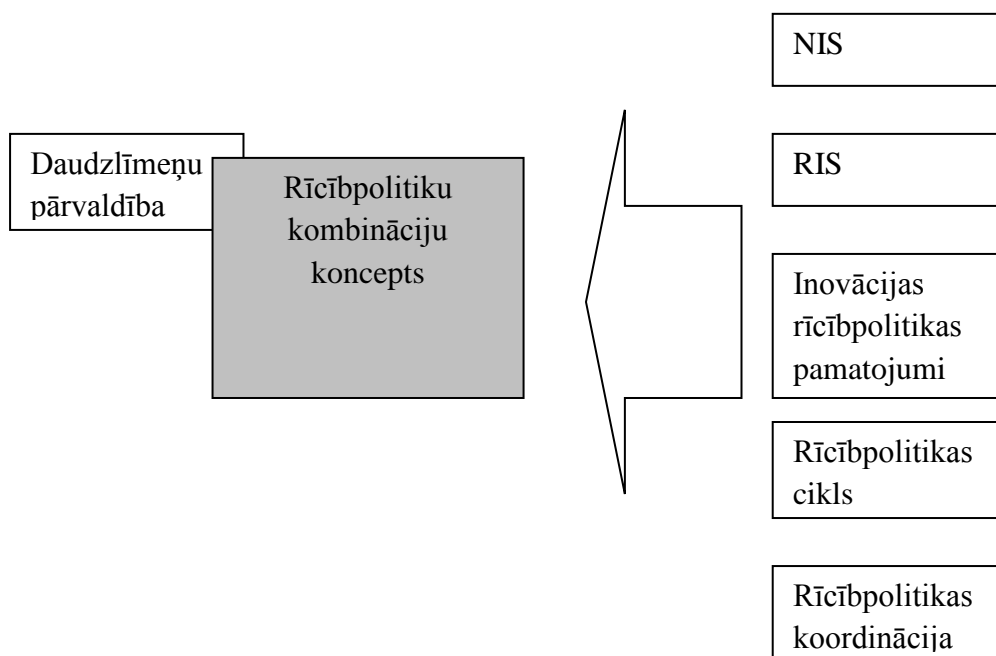 Daudzlīmeņu
pārvaldība
Rīcībpolitiku
kombināciju
koncepts
NIS
RIS
Inovācijas
rīcībpolitikas
pamatojumi
Rīcībpolitikas
cikls
Rīcībpolitikas
koordinācija